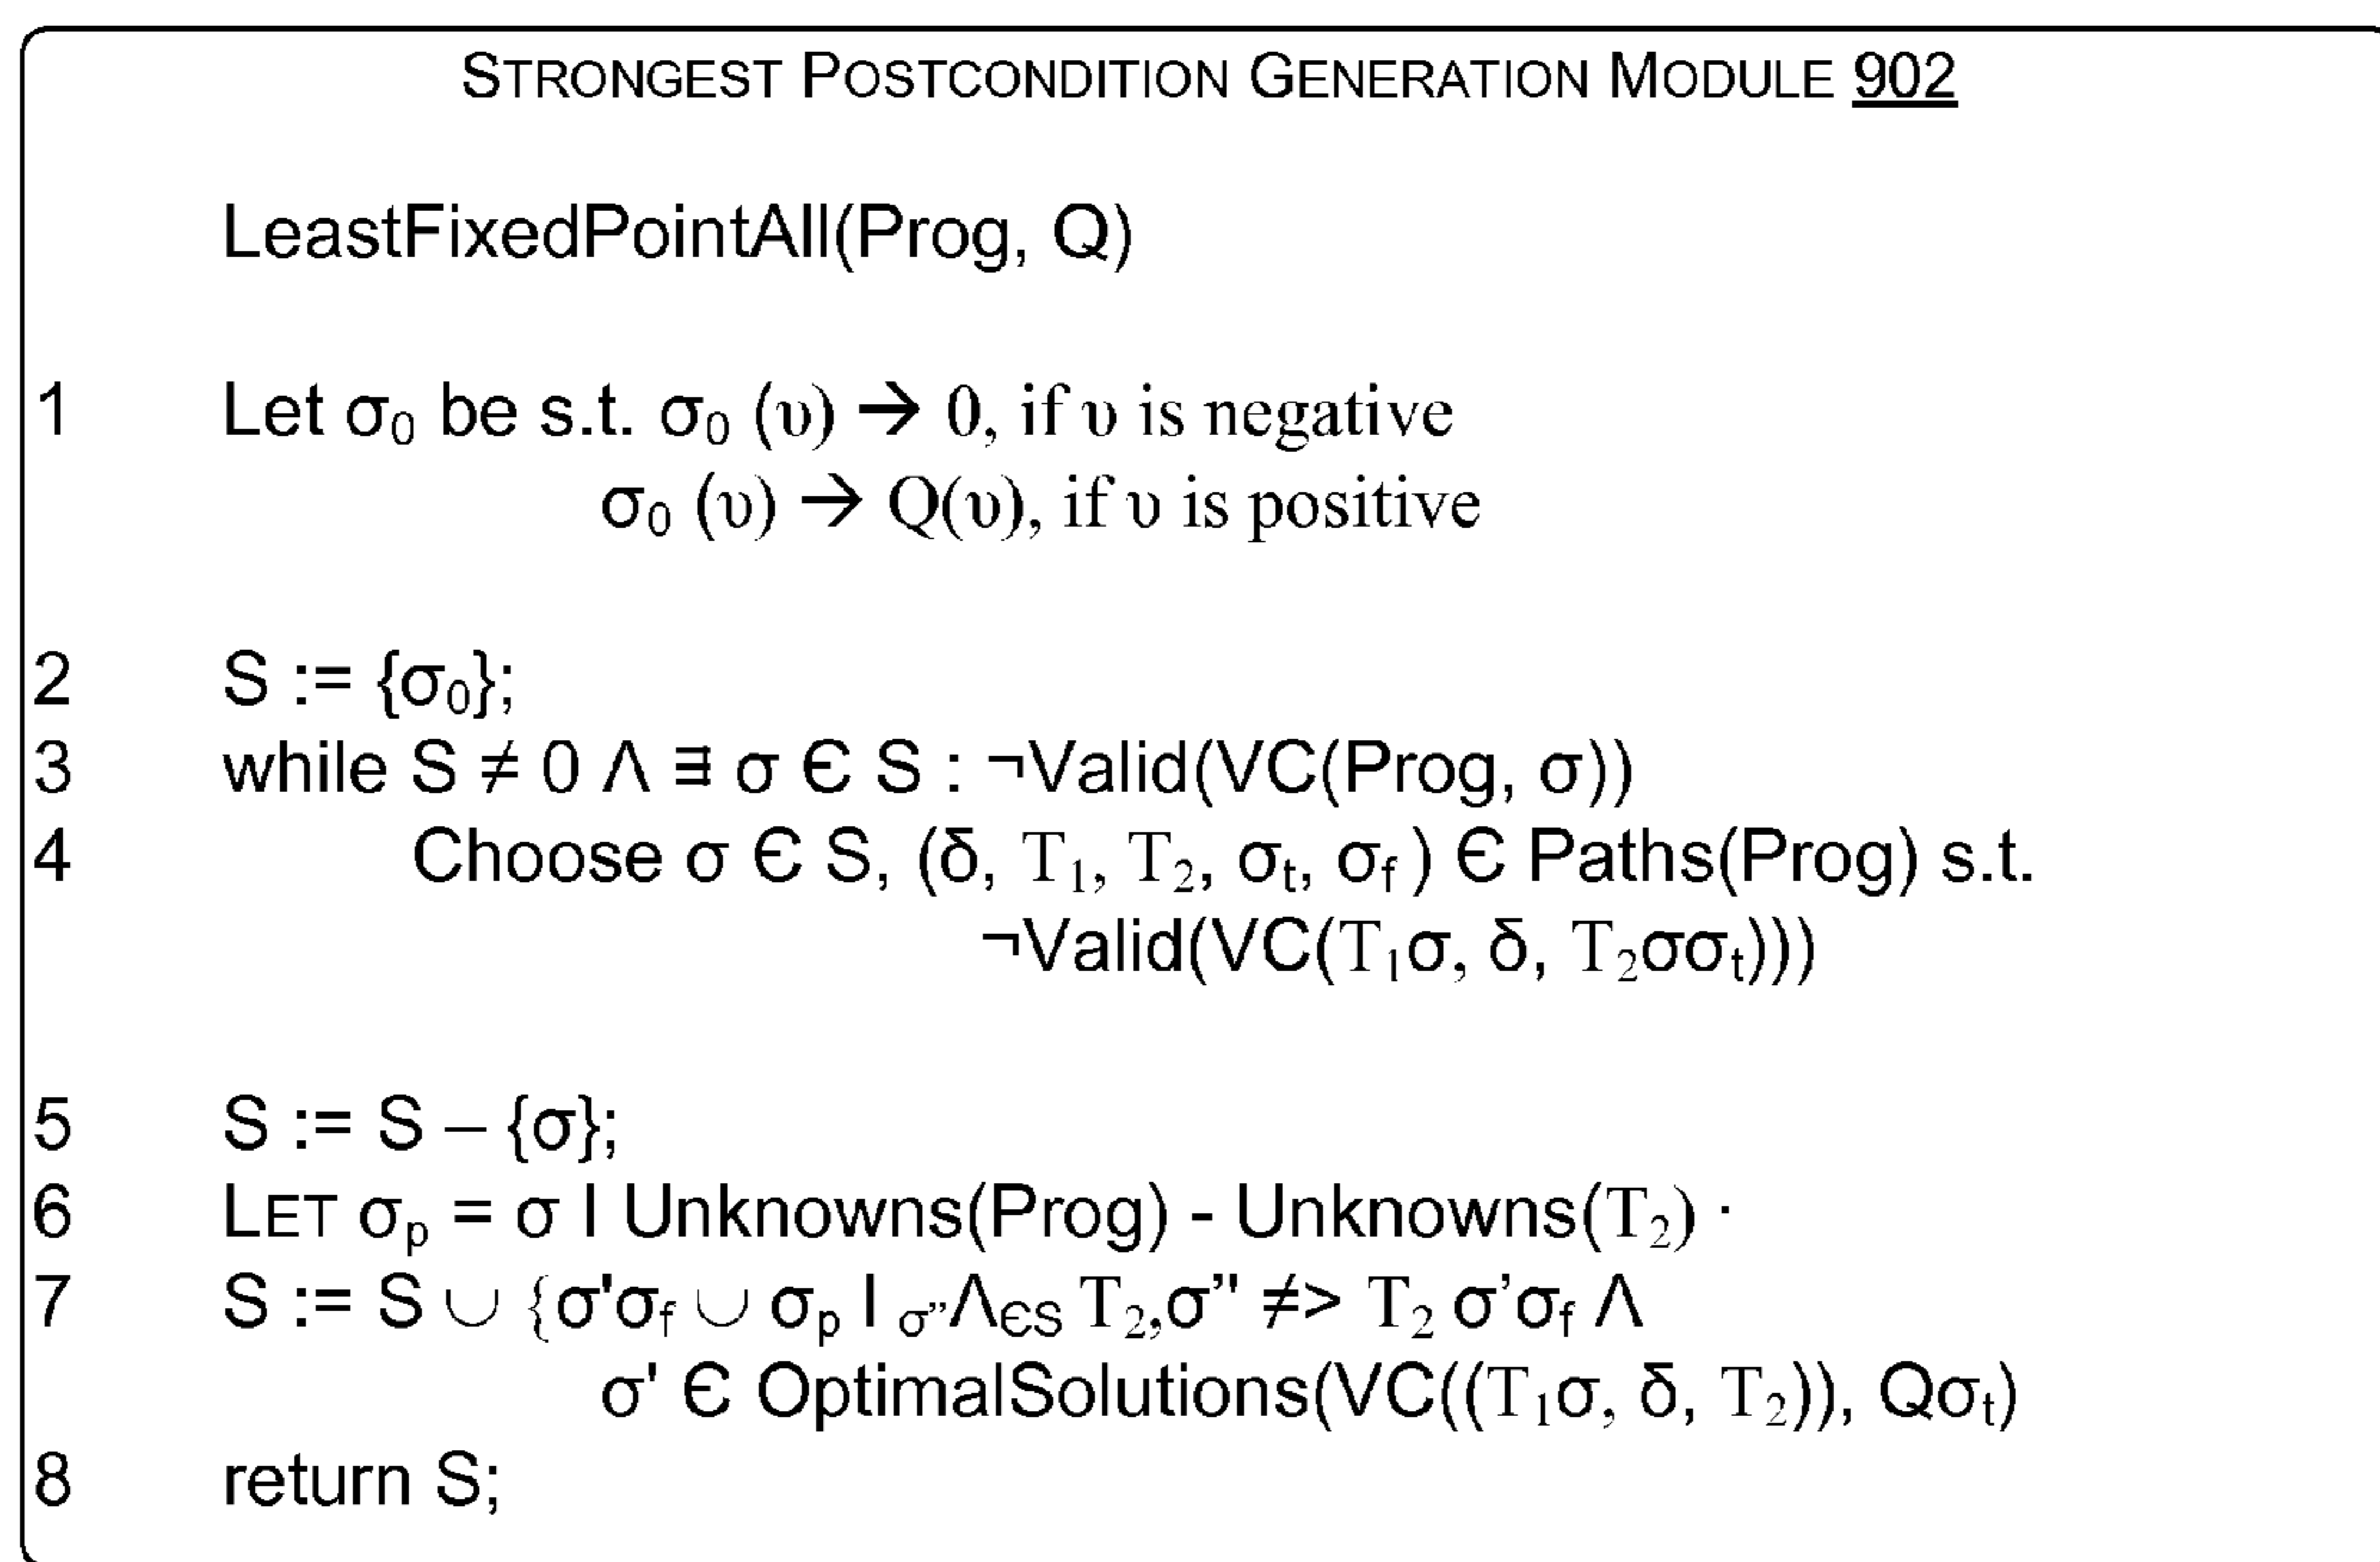 STRONGEST POSTCONDITION GENERATION MODULE 902
LeastFixedPointAll(Prog, Q)
1 Let σ₀ be s.t. σ₀ (υ) → 0, if υ is negative
σ₀ (υ) → Q(υ), if υ is positive
2 S := {σ₀};
3 while S ≠ 0 Λ ∃ σ Є S : ¬Valid(VC(Prog, σ))
4 Choose σ Є S, (δ, T₁, T₂, σₜ, σf ) Є Paths(Prog) s.t.
¬Valid(VC(T₁σ, δ, T₂σσₜ)))
5 S := S – {σ};
6 LET σₚ = σ I Unknowns(Prog) - Unknowns(T₂) ·
7 S := S ∪ {σ'σf ∪ σₚ I σ”ΛЄS T₂,σ” ≠> T₂ σ’σf Λ
σ' Є OptimalSolutions(VC((T₁σ, δ, T₂)), Qσₜ)
8 return S;